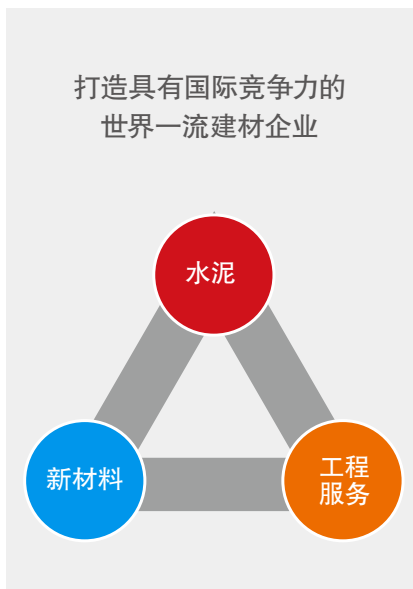 打造具有国际竞争力的
世界一流建材企业
水泥
新材料
工程
服务